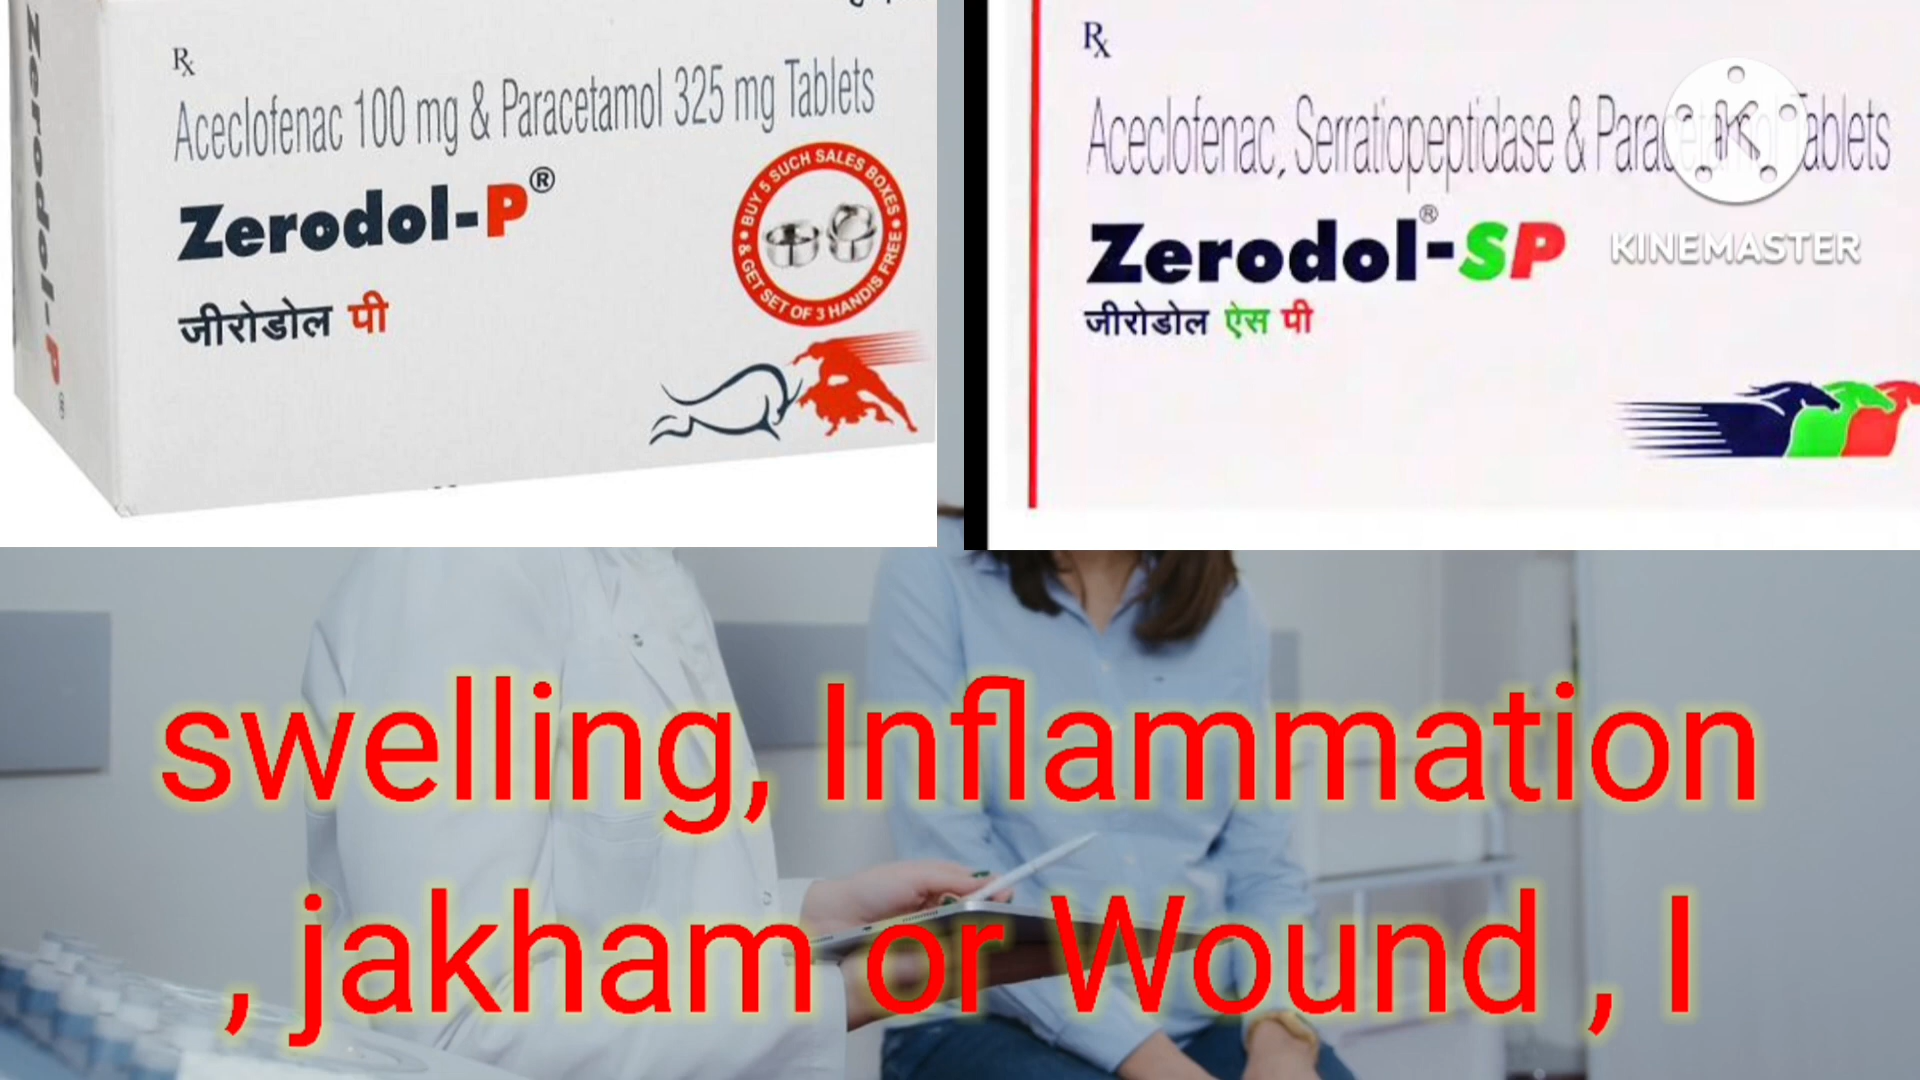 Zerodol-P®
Rx
Aceclofenac 100 mg & Paracetamol 325 mg Tablets
Zerodol-P®
जीरोडोल पी
• BUY 5 SUCH SALES BOXES •
& GET SET OF 3 HANDIS FREE
Rx
Aceclofenac, Serratiopeptidase & Tablets
Zerodol®-SP
जीरोडोल ऐस पी
K
KINEMASTER
swelling, Inflammation
, jakham or Wound , I